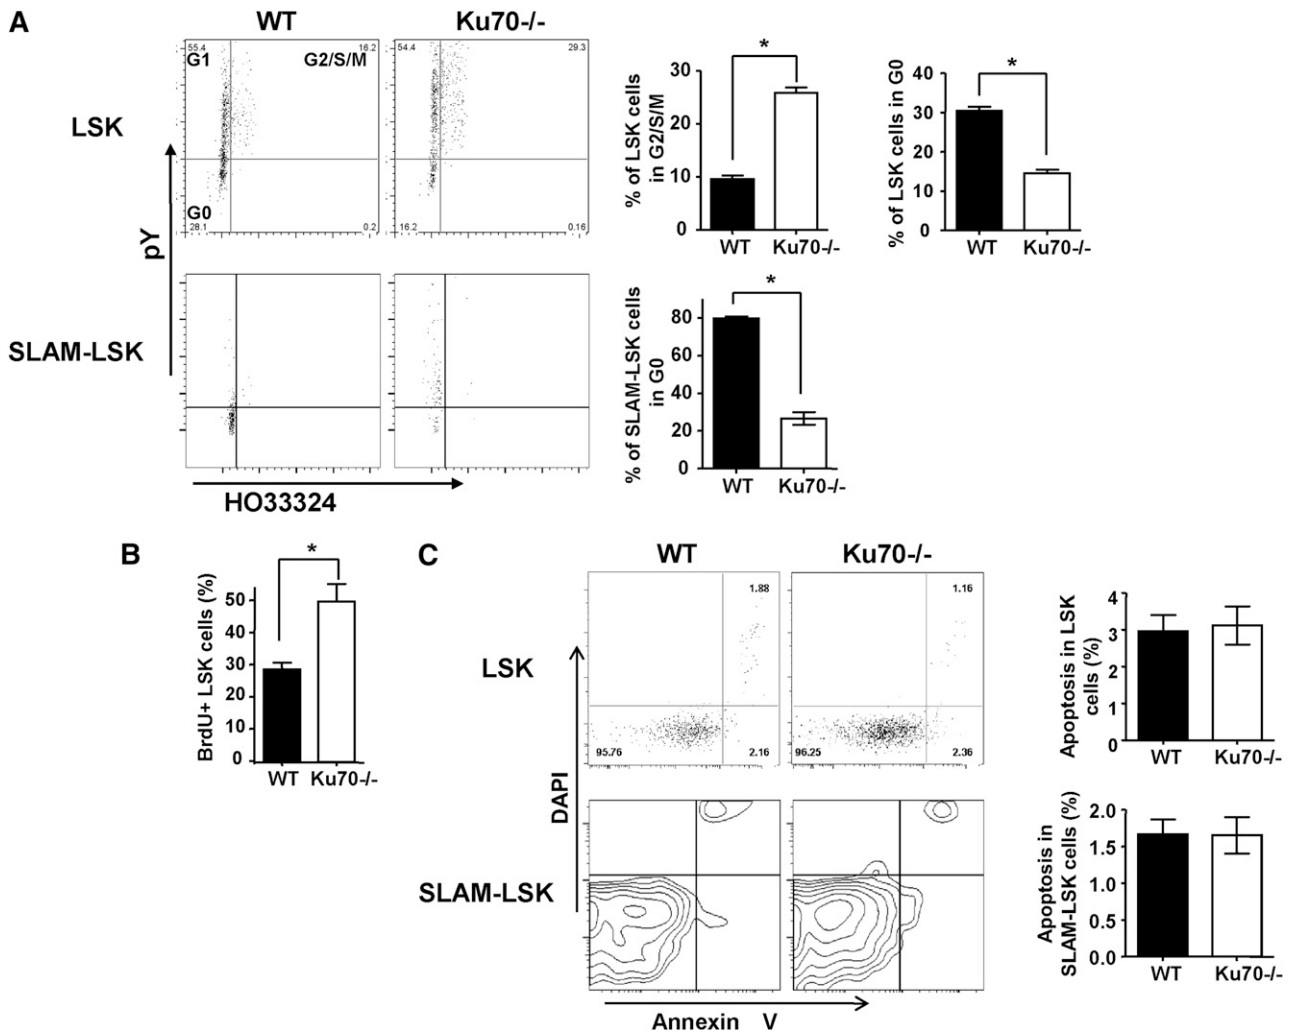 A
WT
Ku70-/-
LSK
55.4
16.2
G1
G2/S/M
G0
28.1
0.2
54.4
29.3
16.2
0.16
pY
SLAM-LSK
HO33324
% of LSK cells
in G2/S/M
30
20
10
0
*
WT
Ku70-/-
% of LSK cells in G0
40
30
20
10
0
*
WT
Ku70-/-
% of SLAM-LSK cells
in G0
80
60
40
20
0
*
WT
Ku70-/-
B
BrdU+ LSK cells (%)
50
40
30
20
10
0
*
WT
Ku70-/-
C
WT
Ku70-/-
LSK
1.88
95.76
2.16
1.16
96.25
2.36
DAPI
SLAM-LSK
Annexin V
Apoptosis in LSK
cells (%)
4
3
2
1
0
WT
Ku70-/-
Apoptosis in
SLAM-LSK cells (%)
2.0
1.5
1.0
0.5
0.0
WT
Ku70-/-